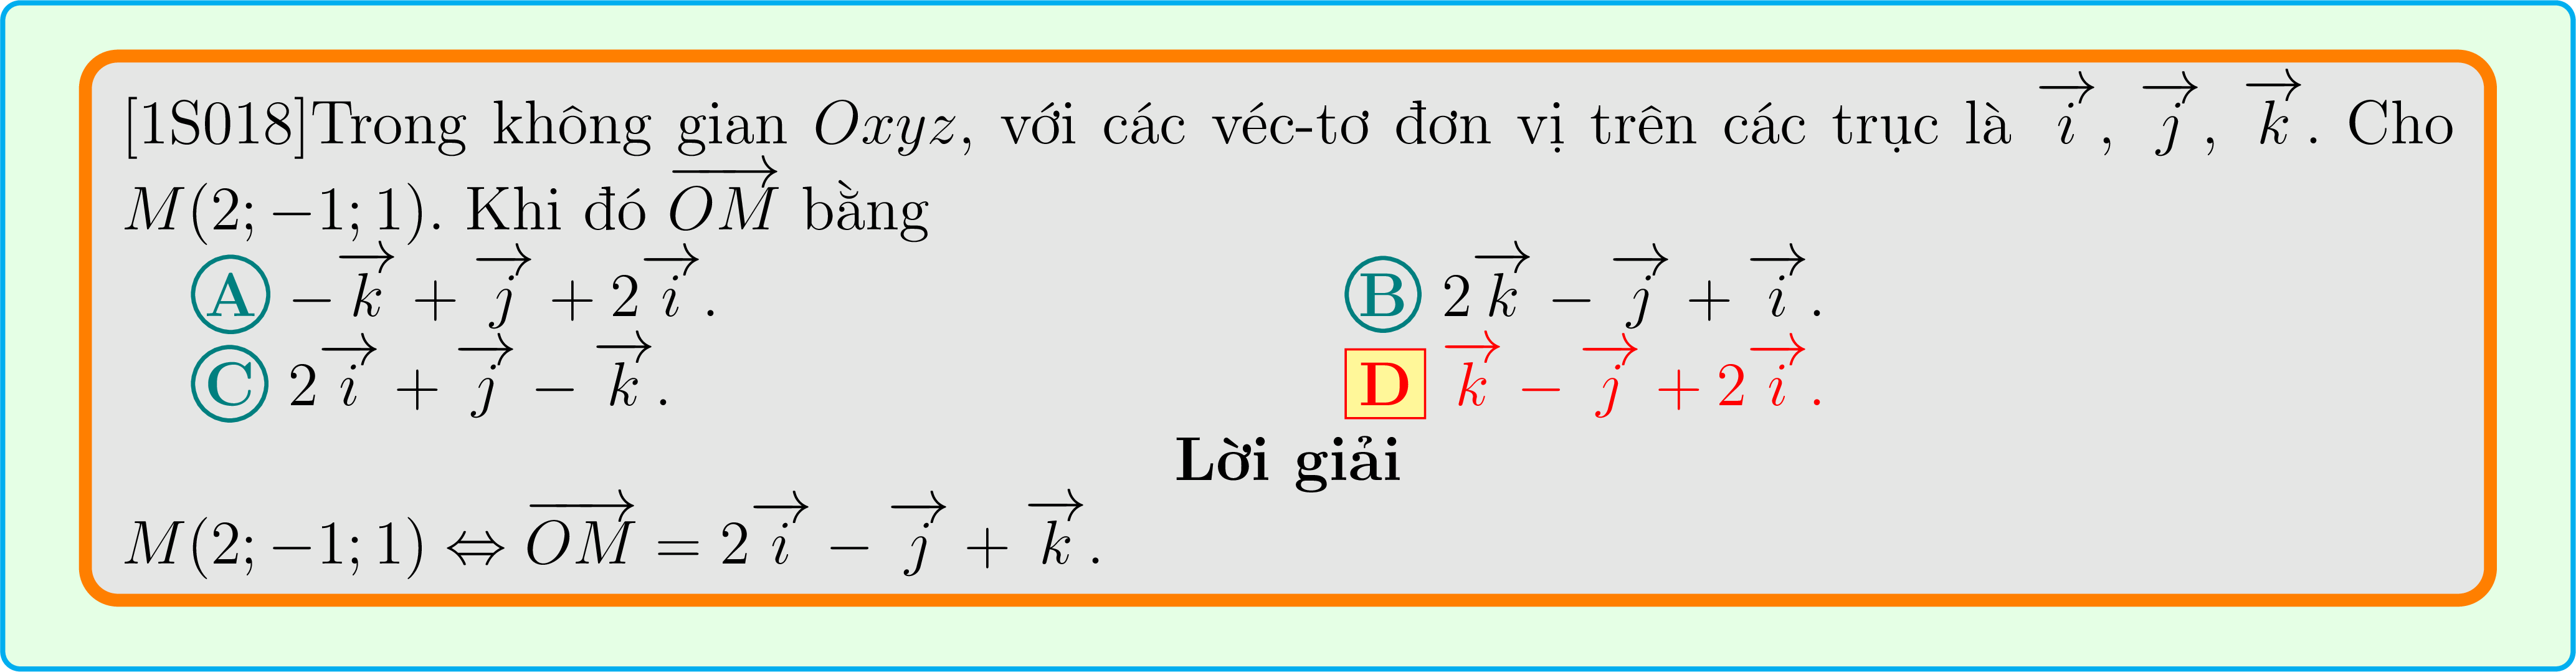 [1S018]Trong không gian $Oxyz$, với các véc-tơ đơn vị trên các trục là $\overrightarrow{i}$, $\overrightarrow{j}$, $\overrightarrow{k}$. Cho
$M(2;-1;1)$. Khi đó $\overrightarrow{OM}$ bằng
A $-\overrightarrow{k}+\overrightarrow{j}+2\overrightarrow{i}$. B $2\overrightarrow{k}-\overrightarrow{j}+\overrightarrow{i}$.
C $2\overrightarrow{i}+\overrightarrow{j}-\overrightarrow{k}$. D $\overrightarrow{k}-\overrightarrow{j}+2\overrightarrow{i}$.
Lời giải
$M(2;-1;1) \Leftrightarrow \overrightarrow{OM}=2\overrightarrow{i}-\overrightarrow{j}+\overrightarrow{k}$.